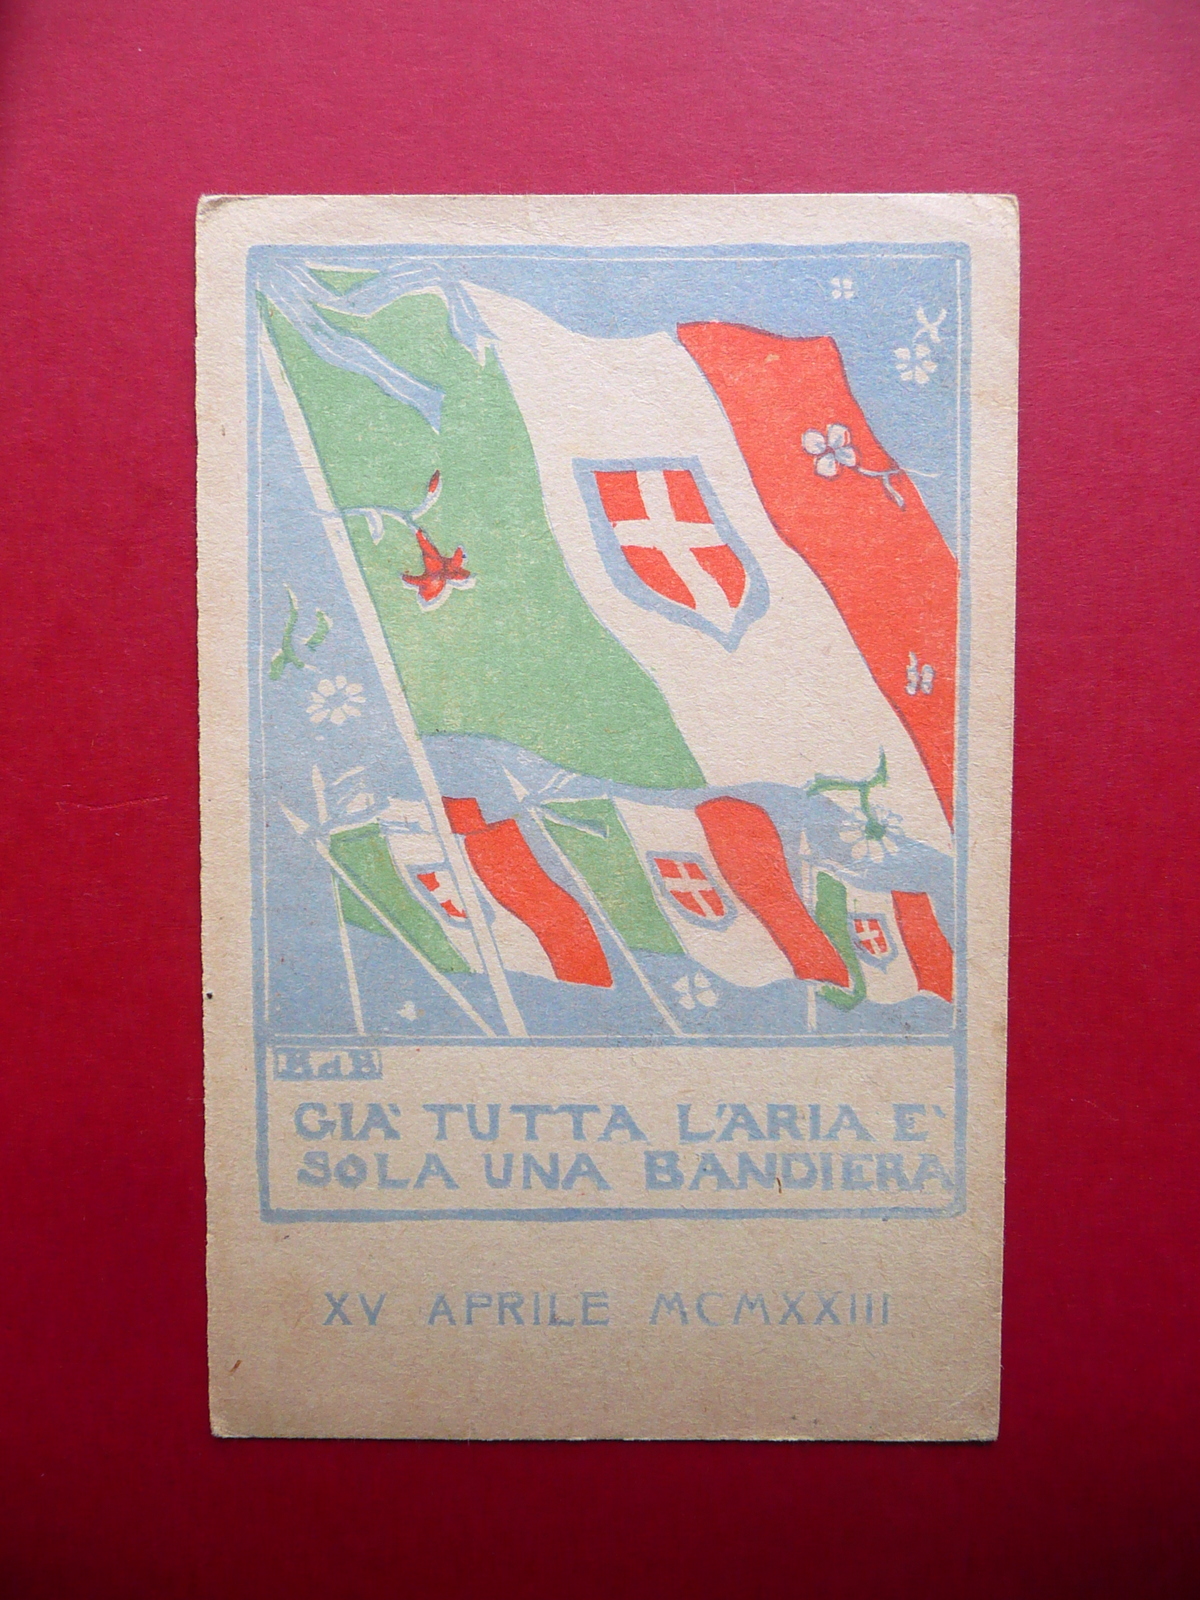 BdB
GIA' TUTTA L'ARIA E'
SOLA UNA BANDIERA
XV APRILE MCMXXIII